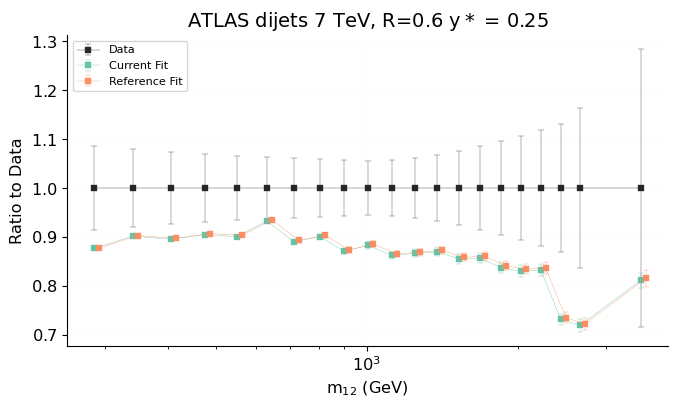 ATLAS dijets 7 TeV, R=0.6 y* = 0.25
Data
Current Fit
Reference Fit
Ratio to Data
1.3
1.2
1.1
1.0
0.9
0.8
0.7
10³
m₁₂ (GeV)